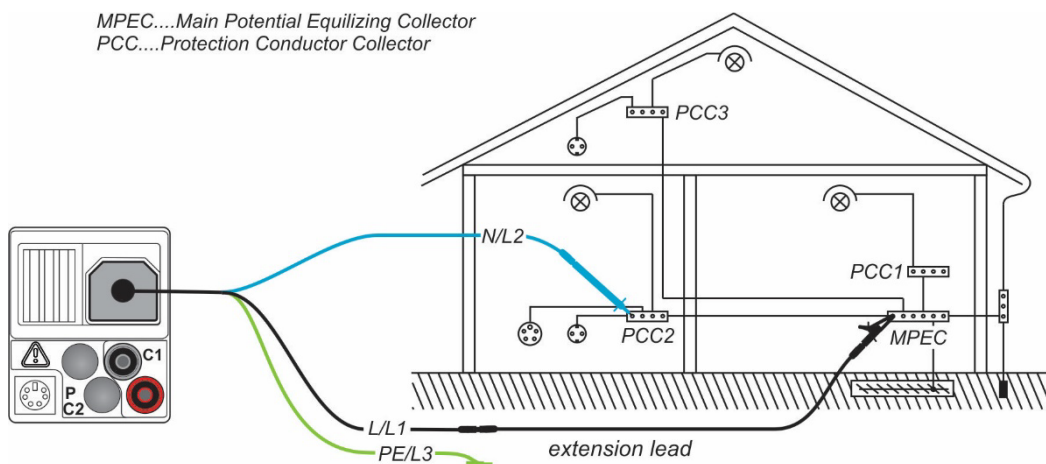 MPEC....Main Potential Equilizing Collector
PCC....Protection Conductor Collector
PCC3
N/L2
PCC1
PCC2
MPEC
C1
P
C2
L/L1
extension lead
PE/L3